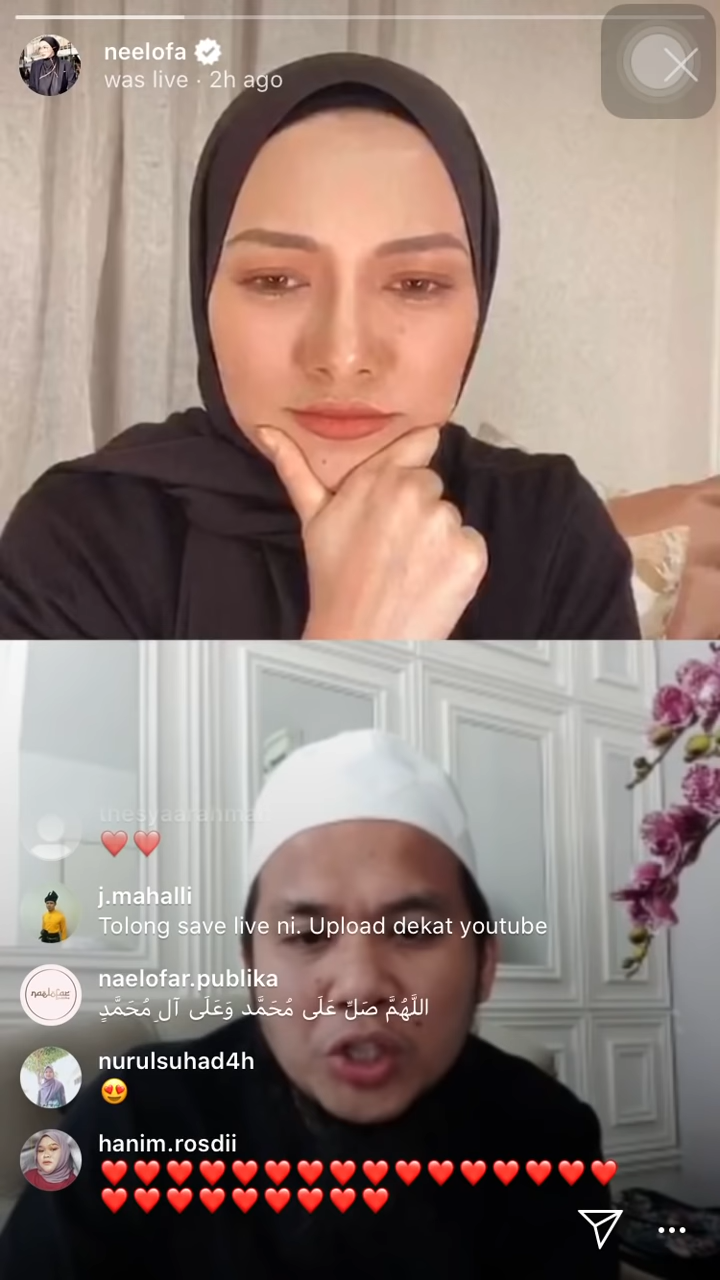 neelofa
was live · 2h ago
thesyaarahma
❤️❤️
j.mahalli
Tolong save live ni. Upload dekat youtube
naelofar.publika
اللَّهُمَّ صَلِّ عَلَى مُحَمَّد وَعَلَى آلِ مُحَمَّدٍ
nurulsuhad4h
😍
hanim.rosdii
❤️❤️❤️❤️❤️❤️❤️❤️❤️❤️❤️❤️❤️❤️❤️❤️
❤️❤️❤️❤️❤️❤️❤️❤️❤️